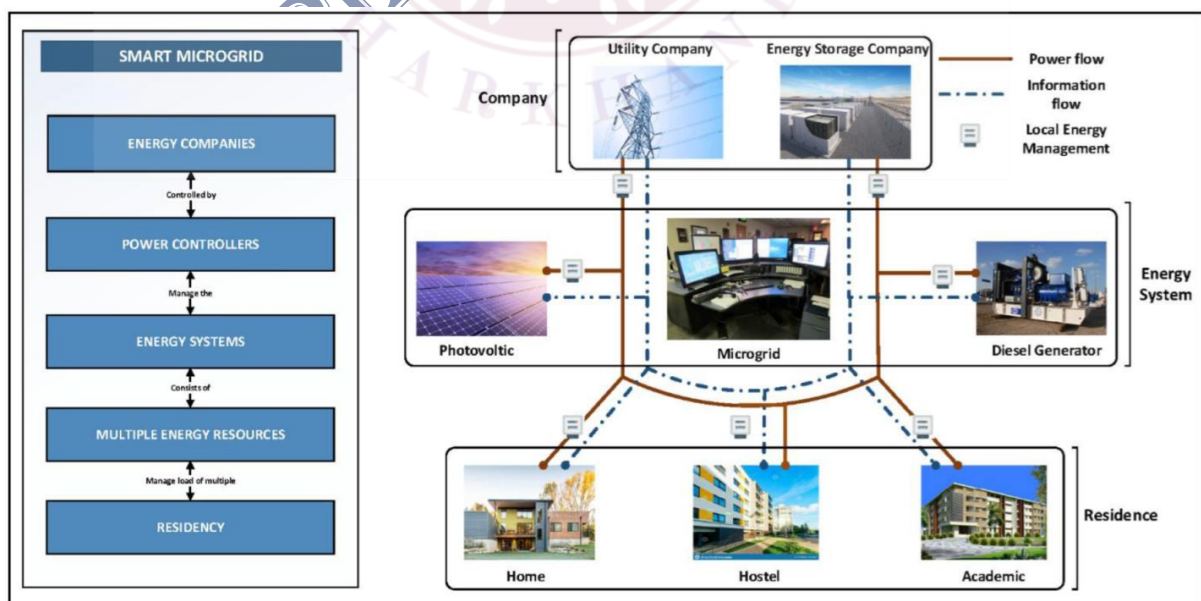 SMART MICROGRID
ENERGY COMPANIES
Controlled by
POWER CONTROLLERS
Manage the
ENERGY SYSTEMS
Consists of
MULTIPLE ENERGY RESOURCES
Manage load of multiple
RESIDENCY
HARKHAN
Company
Utility Company
Energy Storage Company
Power flow
Information
flow
Local Energy
Management
Photovoltic
Microgrid
Diesel Generator
Energy
System
Home
Hostel
Academic
Residence